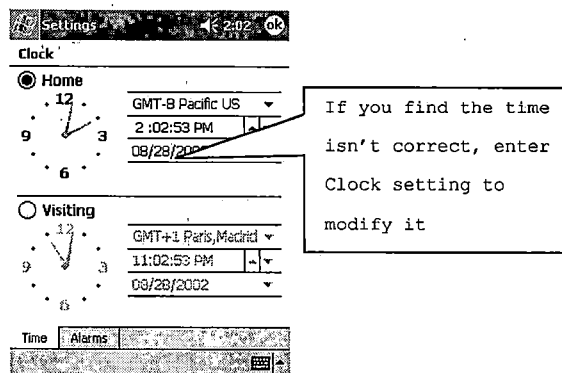 Settings 2:02 ok
Clock
Home
12
9 3
6
GMT-8 Pacific US
2:02:53 PM
08/28/
If you find the time
isn't correct, enter
Clock setting to
modify it
Visiting
12
9 3
6
GMT+1 Paris,Madrid
11:02:53 PM
08/28/2002
Time Alarms